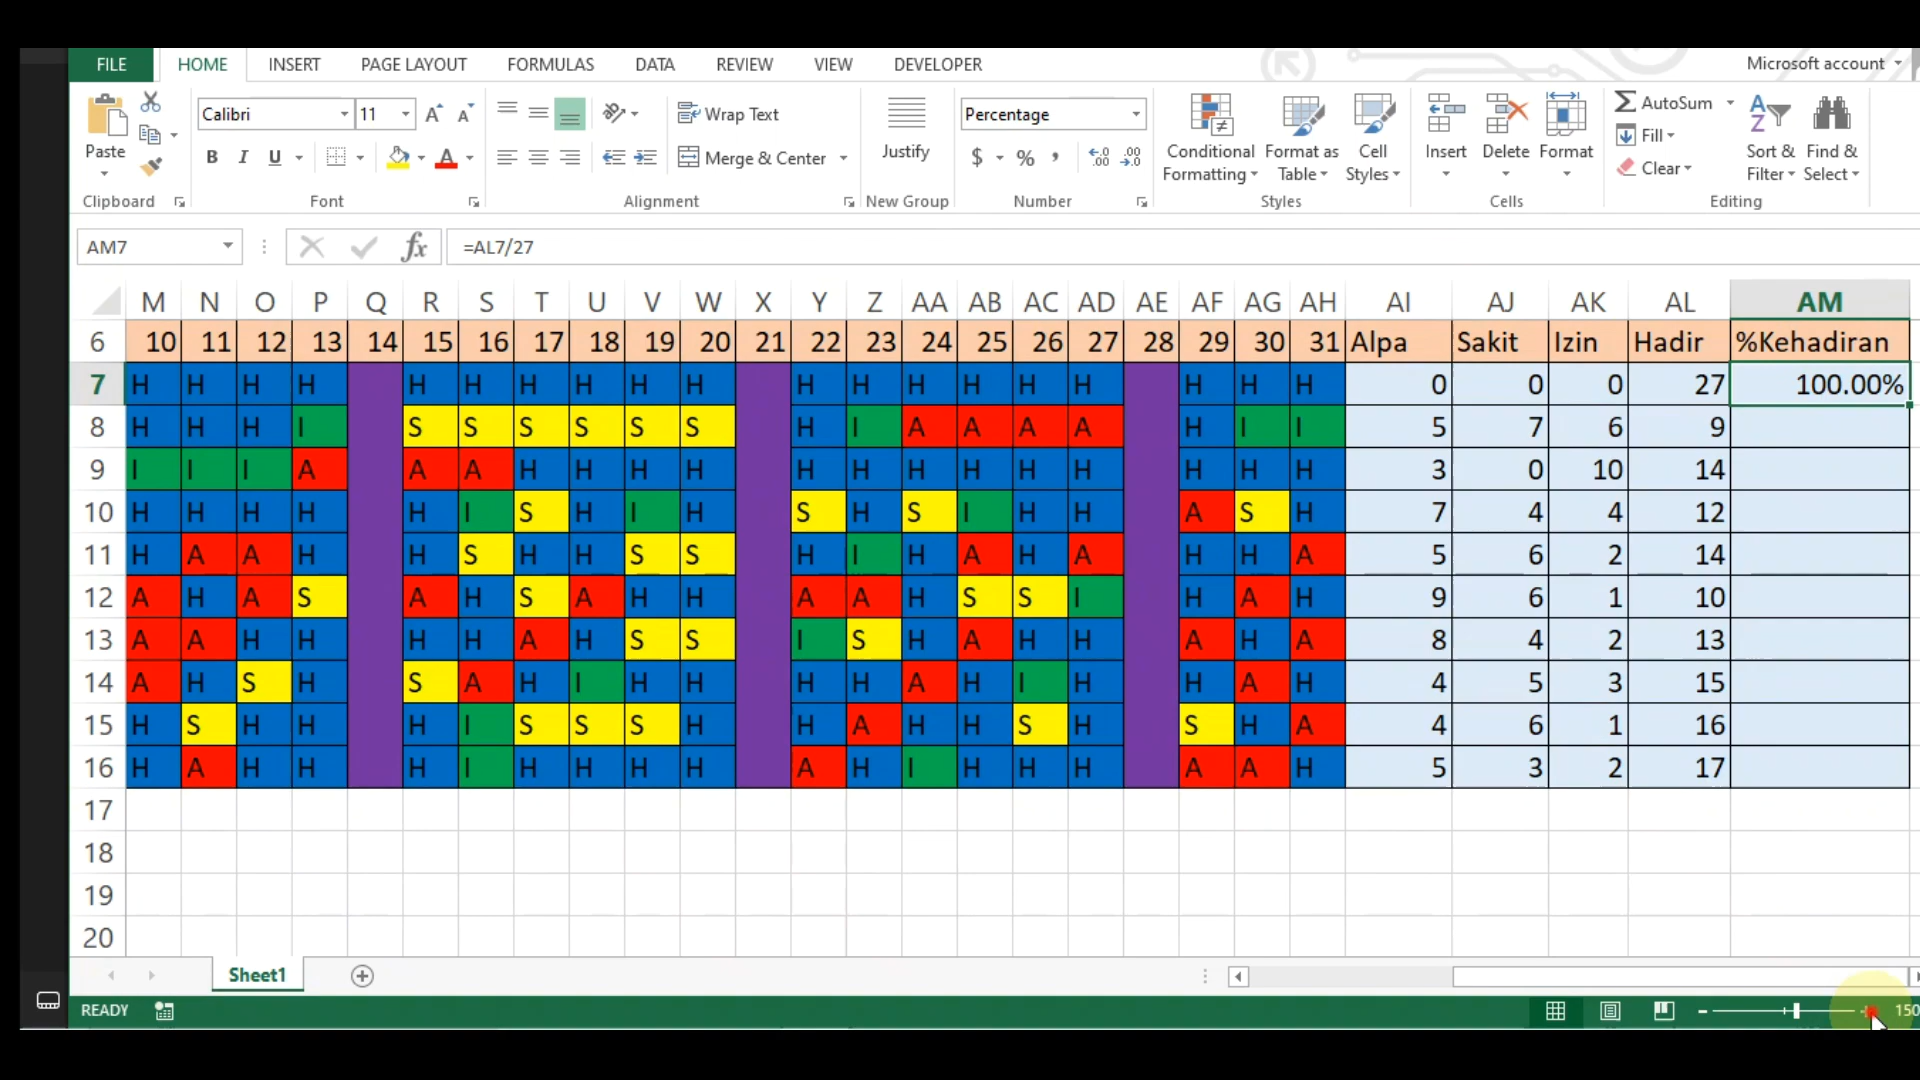 FILE HOME INSERT PAGE LAYOUT FORMULAS DATA REVIEW VIEW DEVELOPER Microsoft account
Calibri 11 Wrap Text Percentage AutoSum
Paste Justify Conditional Formatting Format as Table Cell Styles Insert Delete Format Fill Sort & Filter Find & Select
B I U Merge & Center $ % , Clear
Clipboard Font Alignment New Group Number Styles Cells Editing
AM7 fx =AL7/27
M N O P Q R S T U V W X Y Z AA AB AC AD AE AF AG AH AI AJ AK AL AM
6 10 11 12 13 14 15 16 17 18 19 20 21 22 23 24 25 26 27 28 29 30 31 Alpa Sakit Izin Hadir %Kehadiran
7 H H H H H H H H H H H H H H H H H H H 0 0 0 27 100.00%
8 H H H I S S S S S S H I A A A A H I I 5 7 6 9
9 I I I A A A H H H H H H H H H H H H H 3 0 10 14
10 H H H H H I S H I H S H S I H H A S H 7 4 4 12
11 H A A H H S H H S S H I H A H A H H A 5 6 2 14
12 A H A S A H S A H H A A H S S I H A H 9 6 1 10
13 A A H H H H A H S S I S H A H H A H A 8 4 2 13
14 A H S H S A H I H H H H A H I H H A H 4 5 3 15
15 H S H H H I S S S H H A H H S H S H A 4 6 1 16
16 H A H H H I H H H H A H I H H H A A H 5 3 2 17
17
18
19
20
Sheet1
READY 150